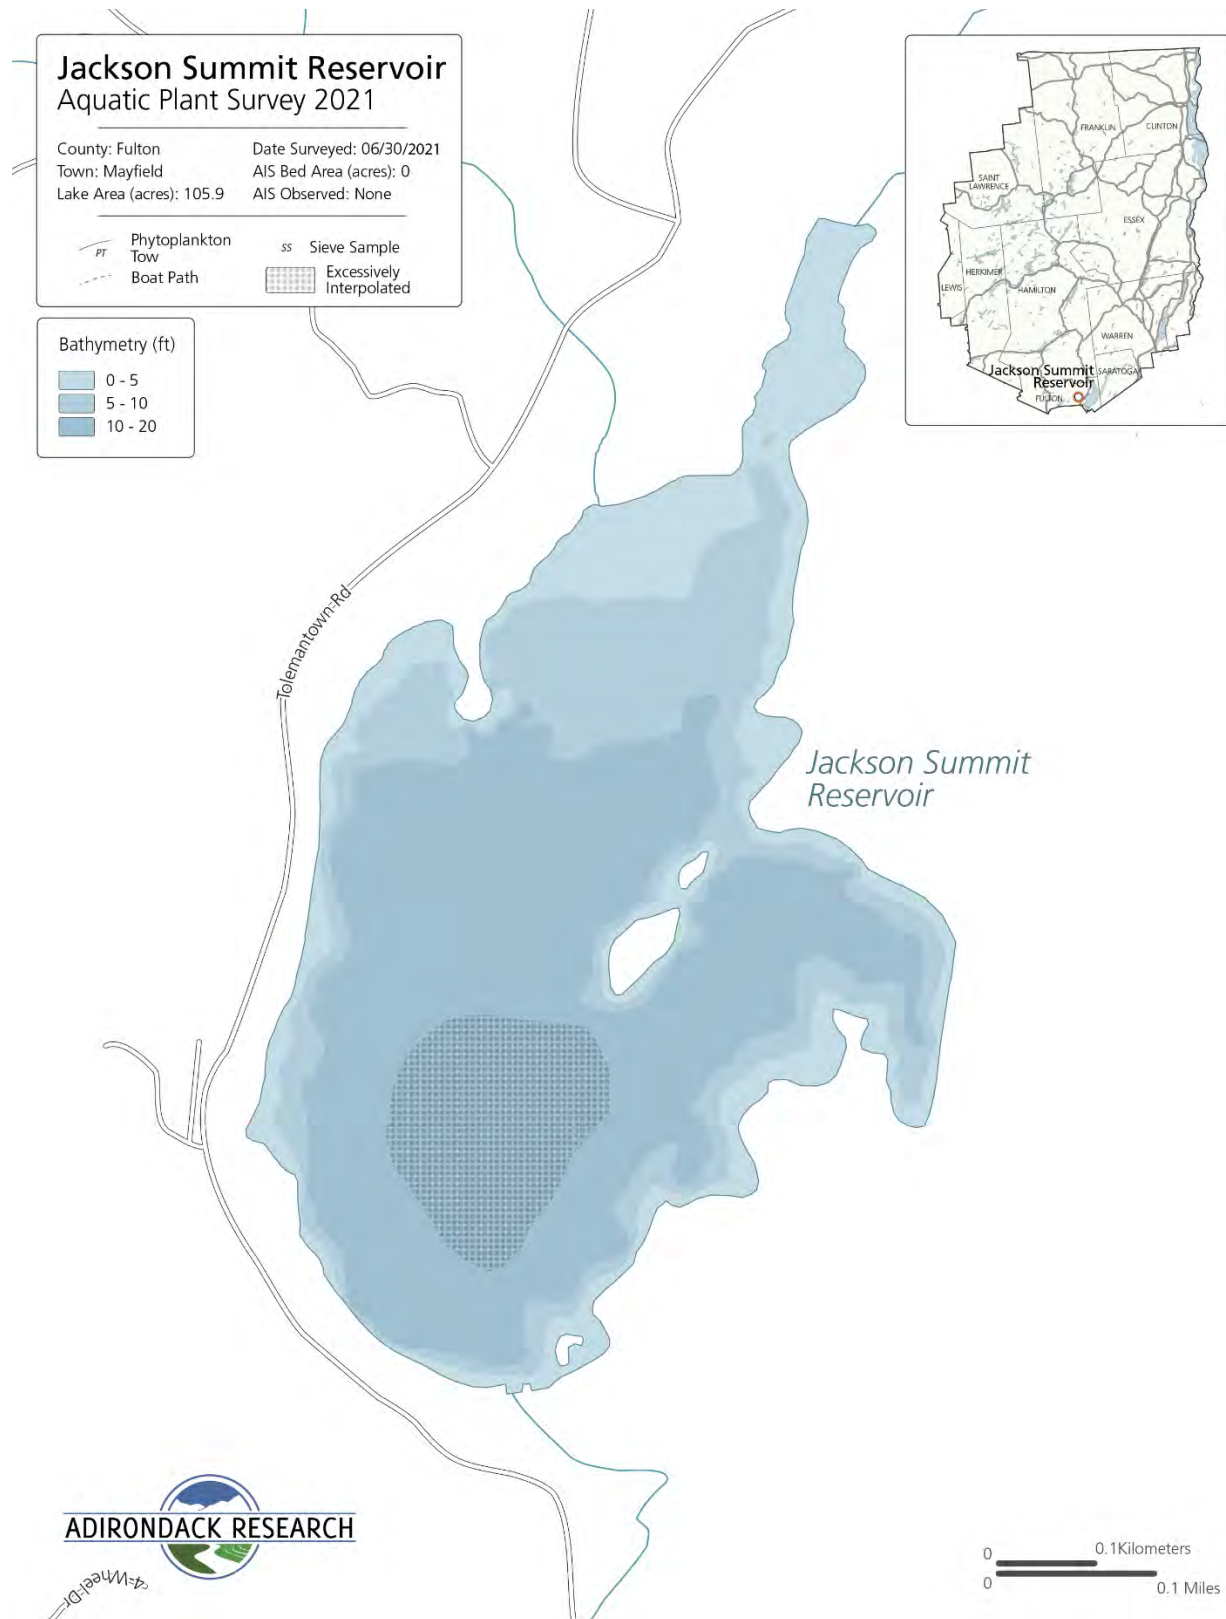 Jackson Summit Reservoir
Aquatic Plant Survey 2021
County: Fulton
Date Surveyed: 06/30/2021
Town: Mayfield
AIS Bed Area (acres): 0
Lake Area (acres): 105.9
AIS Observed: None
PT
Phytoplankton
Tow
Boat Path
SS
Sieve Sample
Excessively
Interpolated
Bathymetry (ft)
0 - 5
5 - 10
10 - 20
FRANKLIN
CLINTON
SAINT
LAWRENCE
ESSEX
HERKIMER
LEWIS
HAMILTON
WARREN
Jackson Summit
Reservoir
SARATOGA
FULTON
Tolemantown-Rd
Jackson Summit
Reservoir
ADIRONDACK RESEARCH
4-Wheel-Dr
0
0.1Kilometers
0
0.1 Miles